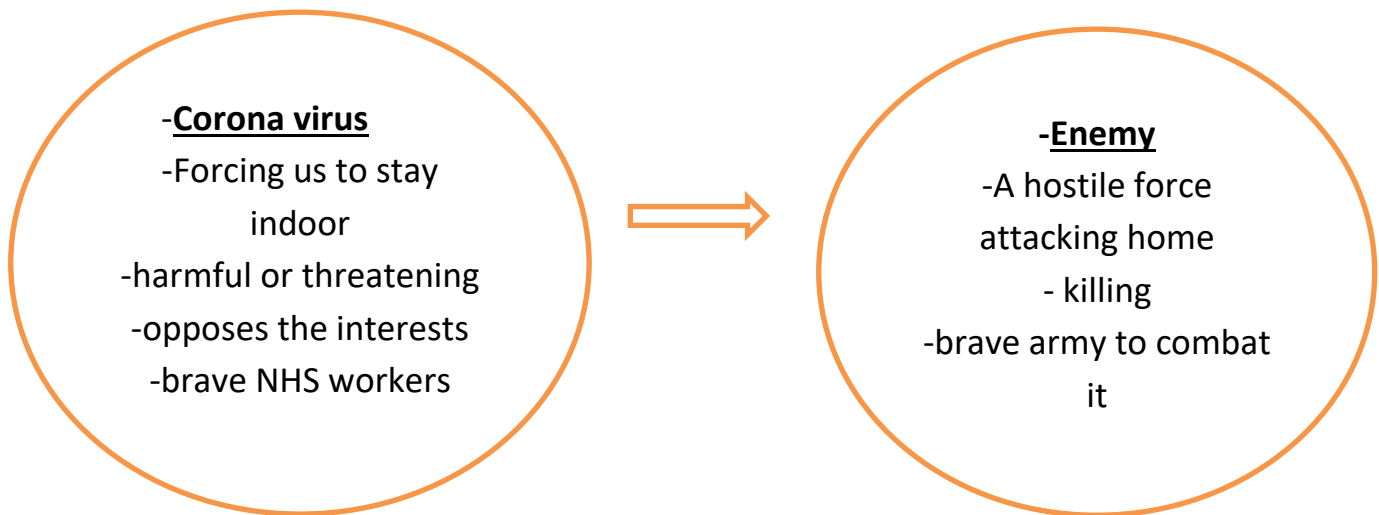 -Corona virus
-Forcing us to stay
indoor
-harmful or threatening
-opposes the interests
-brave NHS workers
-Enemy
-A hostile force
attacking home
- killing
-brave army to combat
it